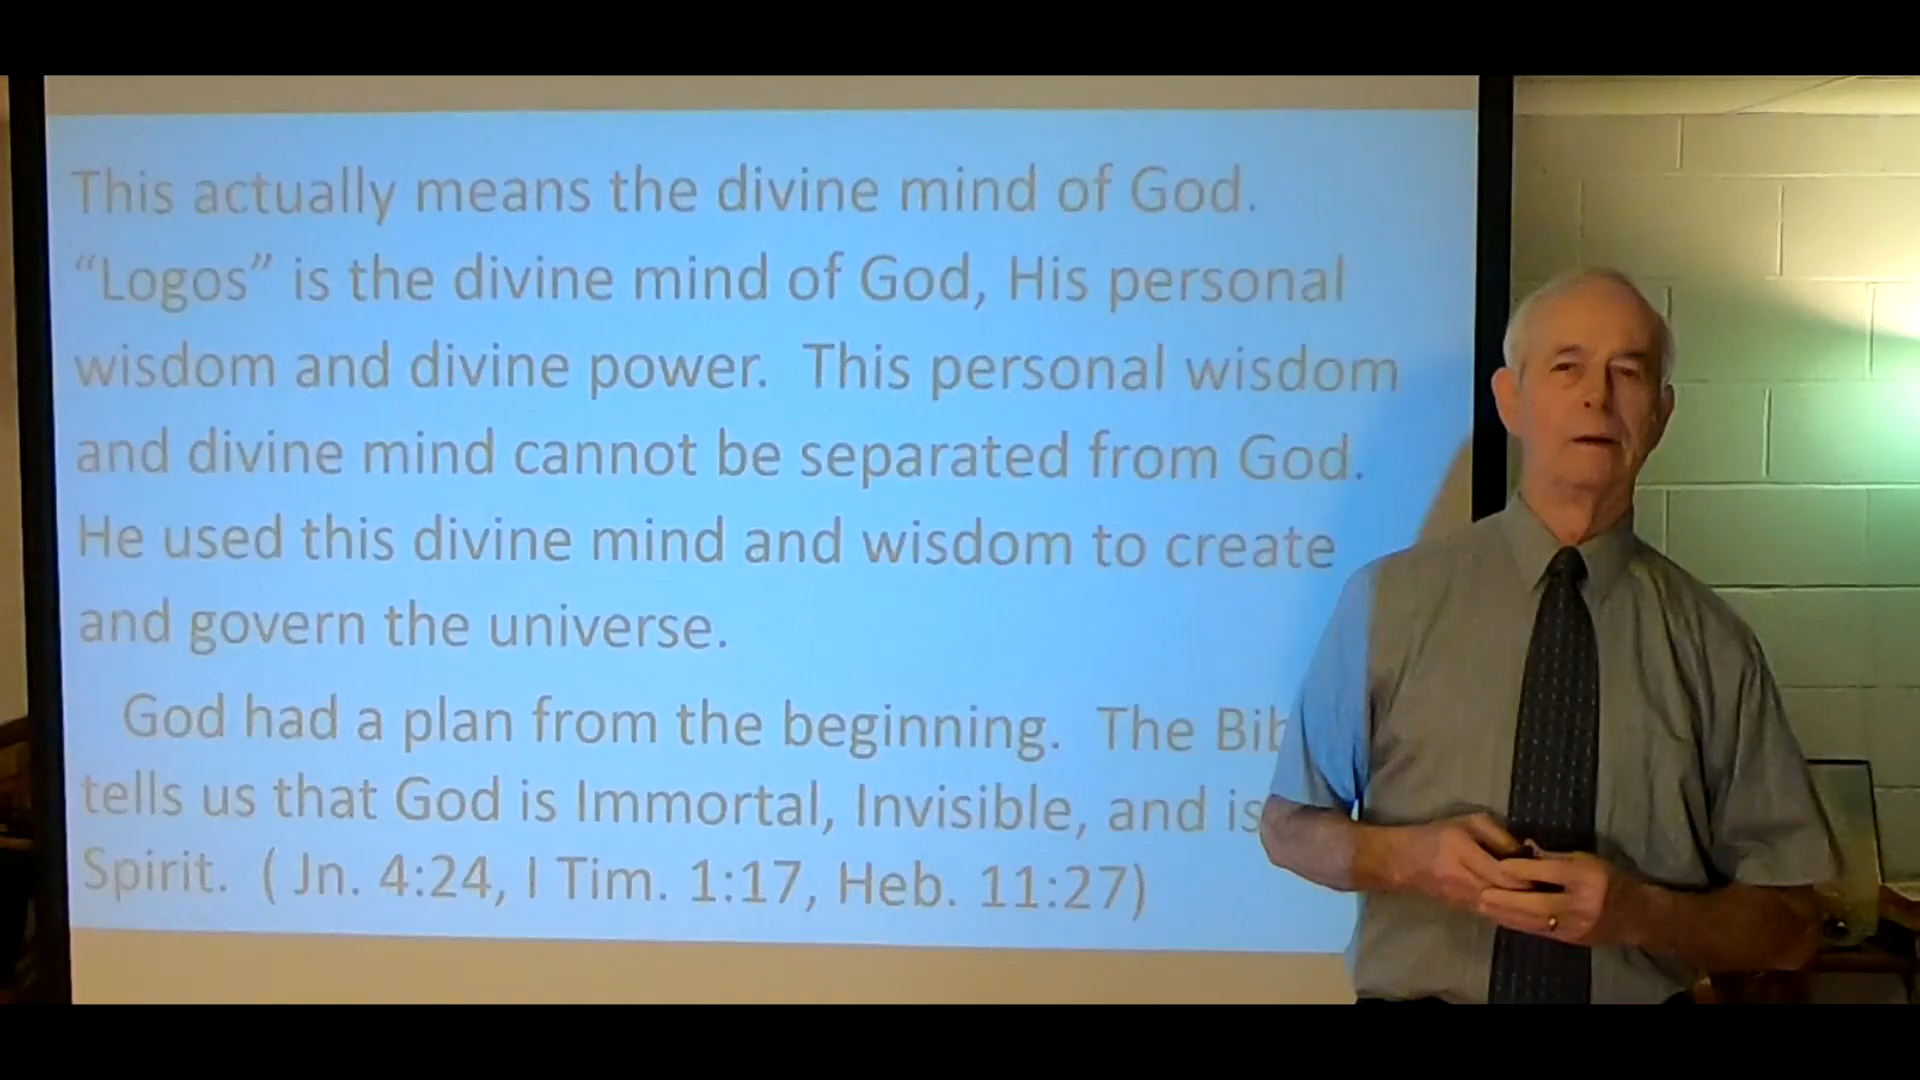 This actually means the divine mind of God.
“Logos” is the divine mind of God, His personal
wisdom and divine power. This personal wisdom
and divine mind cannot be separated from God.
He used this divine mind and wisdom to create
and govern the universe.
God had a plan from the beginning. The
tells us that God is Immortal, Invisible, and is
Spirit. ( Jn. 4:24, I Tim. 1:17, Heb. 11:27)